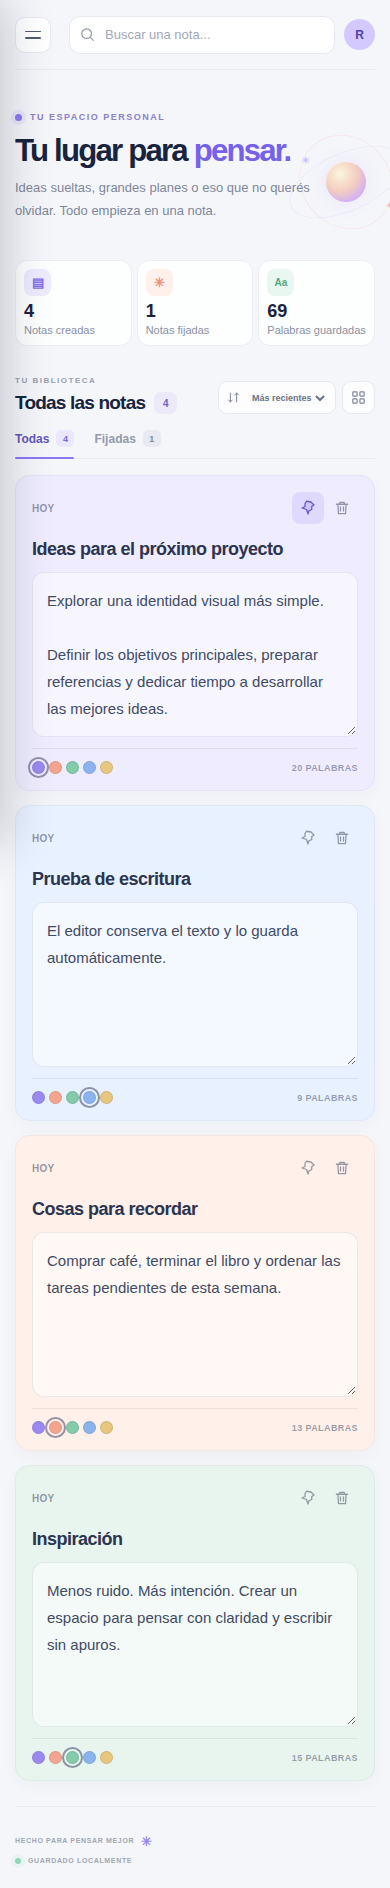 Buscar una nota...
R
TU ESPACIO PERSONAL
Tu lugar para pensar.
Ideas sueltas, grandes planes o eso que no querés
olvidar. Todo empieza en una nota.
4
Notas creadas
1
Notas fijadas
Aa
69
Palabras guardadas
TU BIBLIOTECA
Todas las notas 4
Más recientes
Todas 4 Fijadas 1
HOY
Ideas para el próximo proyecto
Explorar una identidad visual más simple.
Definir los objetivos principales, preparar
referencias y dedicar tiempo a desarrollar
las mejores ideas.
20 PALABRAS
HOY
Prueba de escritura
El editor conserva el texto y lo guarda
automáticamente.
9 PALABRAS
HOY
Cosas para recordar
Comprar café, terminar el libro y ordenar las
tareas pendientes de esta semana.
13 PALABRAS
HOY
Inspiración
Menos ruido. Más intención. Crear un
espacio para pensar con claridad y escribir
sin apuros.
15 PALABRAS
HECHO PARA PENSAR MEJOR
GUARDADO LOCALMENTE